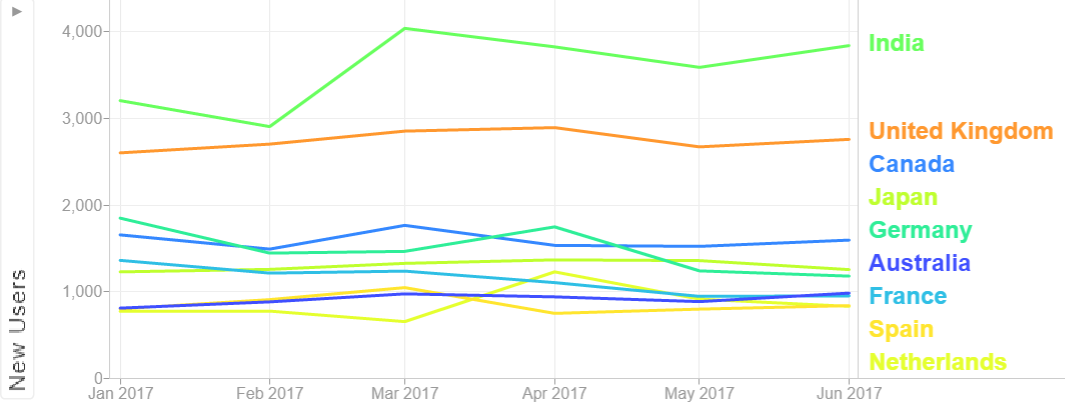 New Users
4,000
3,000
2,000
1,000
0
Jan 2017
Feb 2017
Mar 2017
Apr 2017
May 2017
Jun 2017
India
United Kingdom
Canada
Japan
Germany
Australia
France
Spain
Netherlands